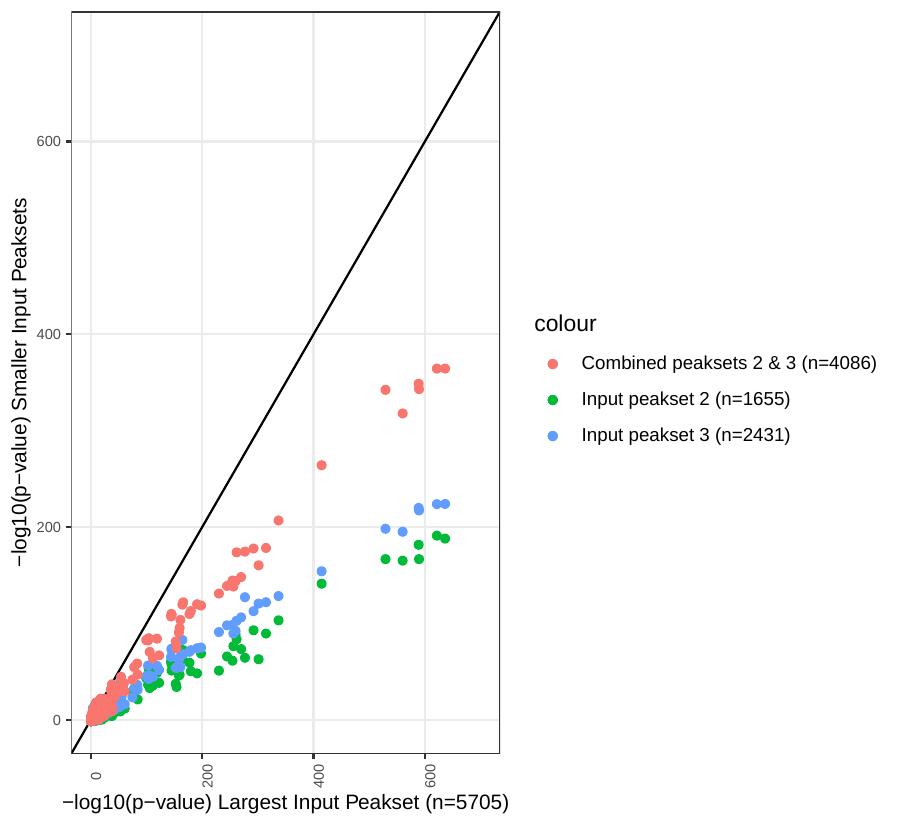 −log10(p−value) Smaller Input Peaksets
600
400
200
0
0
200
400
600
−log10(p−value) Largest Input Peakset (n=5705)
colour
Combined peaksets 2 & 3 (n=4086)
Input peakset 2 (n=1655)
Input peakset 3 (n=2431)